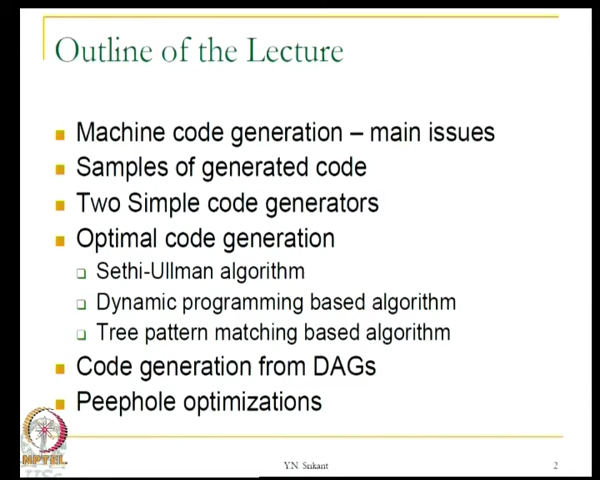 Outline of the Lecture
Machine code generation – main issues
Samples of generated code
Two Simple code generators
Optimal code generation
Sethi-Ullman algorithm
Dynamic programming based algorithm
Tree pattern matching based algorithm
Code generation from DAGs
Peephole optimizations
NPTEL
Y.N. Srikant
2